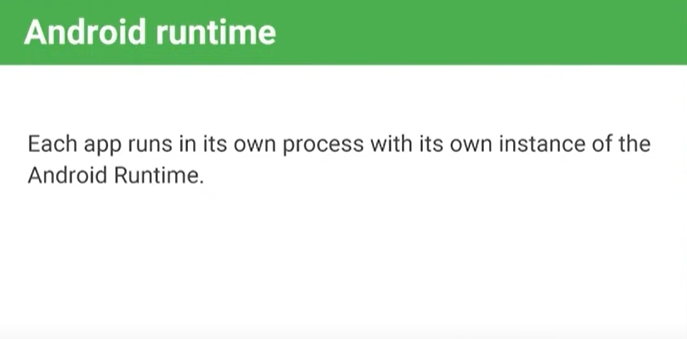 Android runtime
Each app runs in its own process with its own instance of the
Android Runtime.